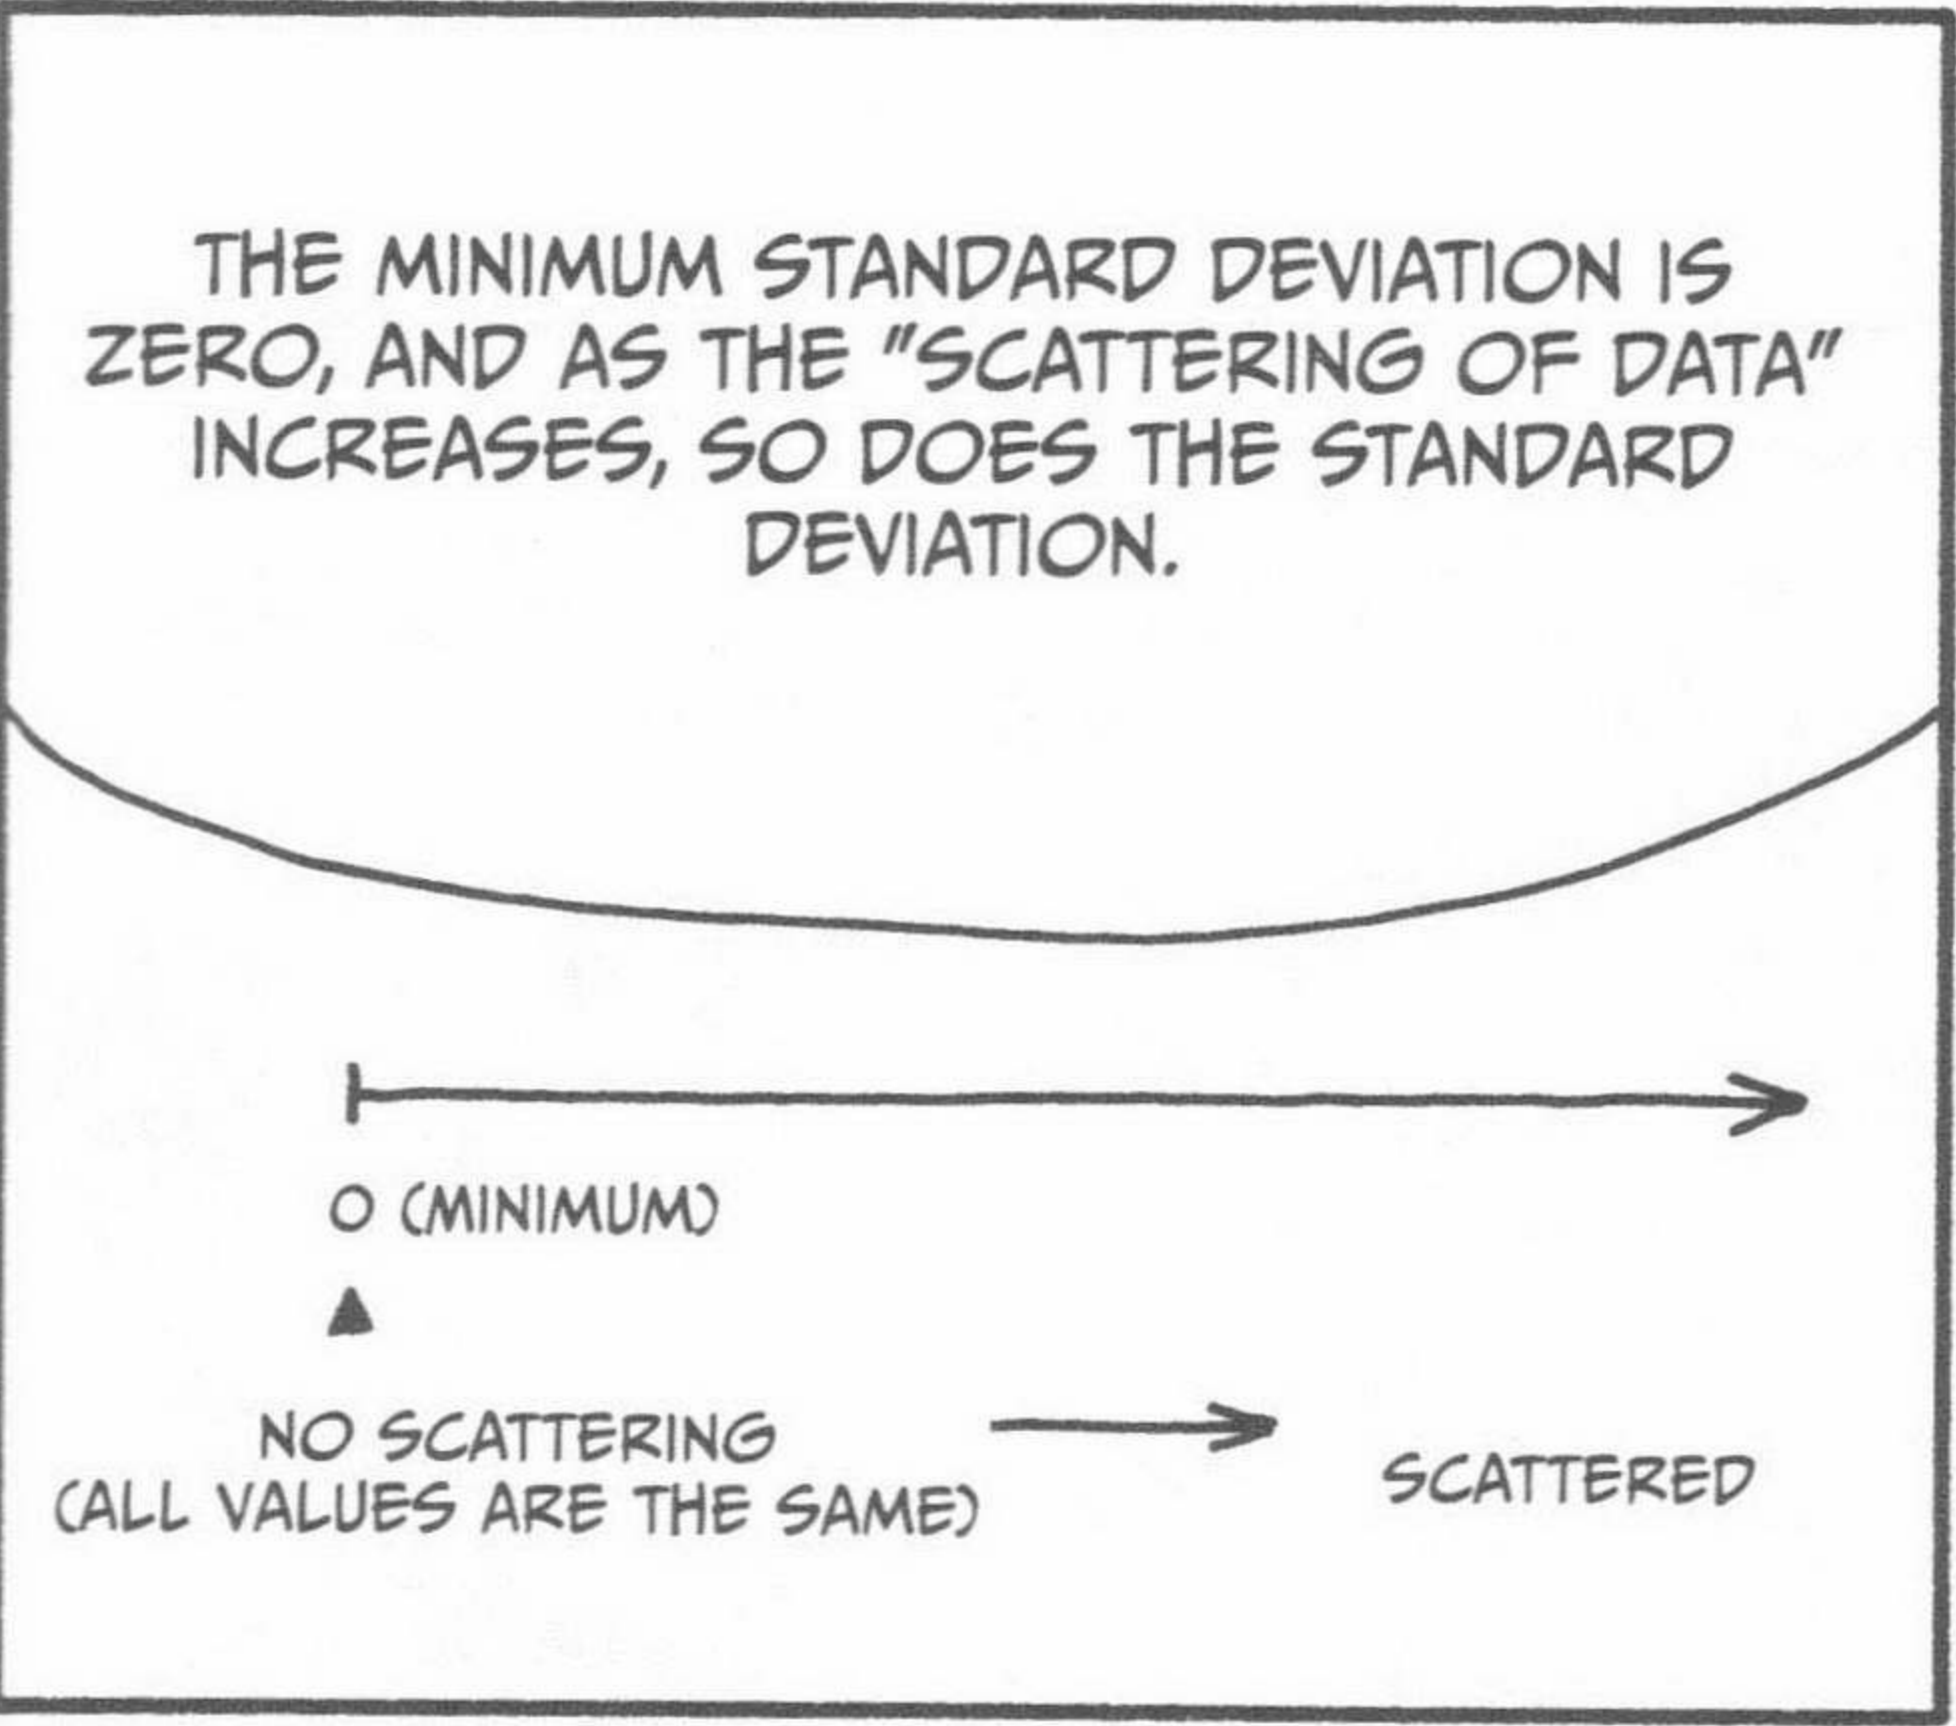 THE MINIMUM STANDARD DEVIATION IS
ZERO, AND AS THE "SCATTERING OF DATA"
INCREASES, SO DOES THE STANDARD
DEVIATION.
0 (MINIMUM)
NO SCATTERING
(ALL VALUES ARE THE SAME)
SCATTERED